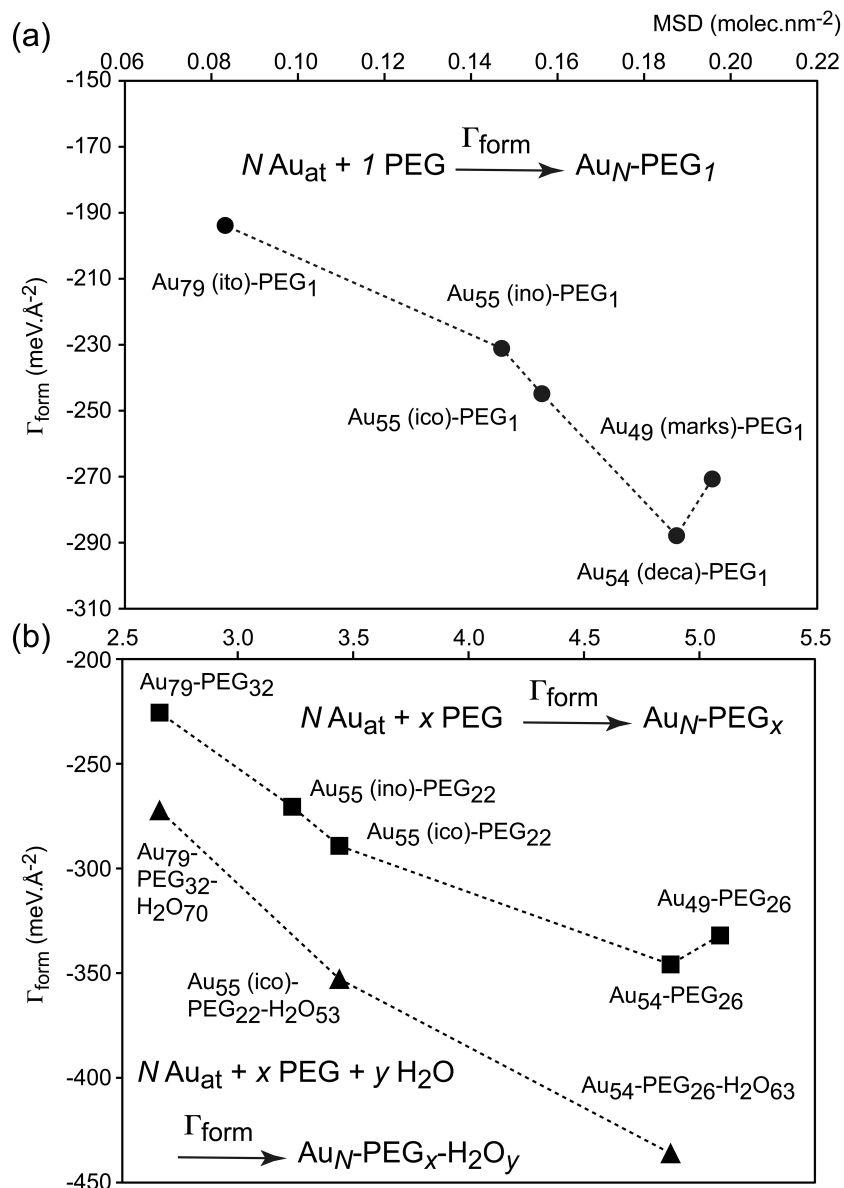 MSD (molec.nm-2)
(a)
0.06 0.08 0.10 0.12 0.14 0.16 0.18 0.20 0.22
-150
-170
-190
-210
-230
-250
-270
-290
-310
Γform (meV.Å-2)
Γform
N Auat + 1 PEG → AuN-PEG1
Au79 (ito)-PEG1
Au55 (ino)-PEG1
Au55 (ico)-PEG1
Au49 (marks)-PEG1
Au54 (deca)-PEG1
(b)
2.5 3.0 3.5 4.0 4.5 5.0 5.5
-200
-250
-300
-350
-400
-450
Γform (meV.Å-2)
Au79-PEG32
Γform
N Auat + x PEG → AuN-PEGx
Au55 (ino)-PEG22
Au55 (ico)-PEG22
Au79-
PEG32-
H2O70
Au49-PEG26
Au54-PEG26
Au55 (ico)-
PEG22-H2O53
N Auat + x PEG + y H2O
Au54-PEG26-H2O63
Γform
→ AuN-PEGx-H2Oy